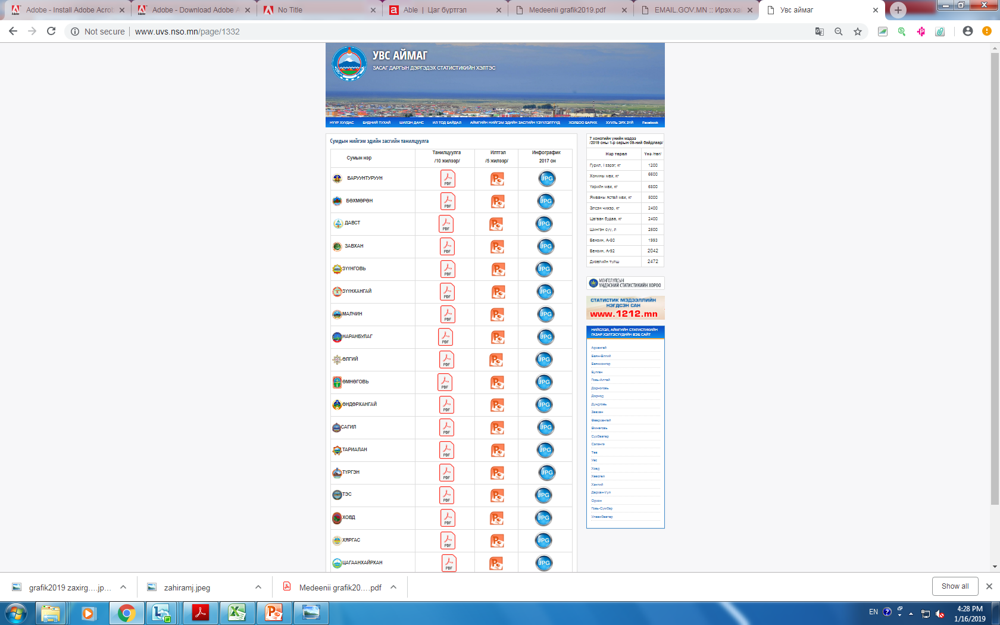 Adobe - Install Adobe Acrob
Adobe - Download Adobe A
No Title
Able | Цаг бүртгэл
Medeenii grafik2019.pdf
EMAIL.GOV.MN :: Ирэх ха
Увс аймаг
Not secure
www.uvs.nso.mn/page/1332
УВС АЙМАГ
ЗАСАГ ДАРГЫН ДЭРГЭДЭХ СТАТИСТИКИЙН ХЭЛТЭС
НҮҮР ХУУДАС БИДНИЙ ТУХАЙ ШИЛЭН ДАНС ИЛ ТОД БАЙДАЛ АЙМГИЙН НИЙГЭМ ЭДИЙН ЗАСГИЙН ҮЗҮҮЛЭЛТҮҮД ХОЛБОО БАРИХ ХУУЛЬ ЭРХ ЗҮЙ Facebook
Сумдын нийгэм эдийн засгийн танилцуулга
Сумын нэр
Танилцуулга
/10 жилээр/
Илтгэл
/5 жилээр/
Инфографик
2017 он
БАРУУНТУРУУН PDF JPG
БӨХМӨРӨН PDF JPG
ДАВСТ PDF JPG
ЗАВХАН PDF JPG
ЗҮҮНГОВЬ PDF JPG
ЗҮҮНХАНГАЙ PDF JPG
МАЛЧИН PDF JPG
НАРАНБУЛАГ PDF JPG
ӨЛГИЙ PDF JPG
ӨМНӨГОВЬ PDF JPG
ӨНДӨРХАНГАЙ PDF JPG
САГИЛ PDF JPG
ТАРИАЛАН PDF JPG
ТҮРГЭН PDF JPG
ТЭС PDF JPG
ХОВД PDF JPG
ХЯРГАС PDF JPG
ЦАГААНХАЙРХАН PDF JPG
7 хоногийн үнийн мэдээ
/2019 оны 1-р сарын 09-ний байдлаар/
Нэр төрөл Үнэ /төг/
Гурил, I зэрэг, кг 1200
Хонины мах, кг 6600
Үхрийн мах, кг 6800
Ямааны ястай мах, кг 5000
Элсэн чихэр, кг 2400
Цагаан будаа, кг 2400
Шингэн сүү, л 2500
Бензин, А-80 1993
Бензин, А-92 2042
Дизелийн түлш 2472
МОНГОЛ УЛСЫН
ҮНДЭСНИЙ СТАТИСТИКИЙН ХОРОО
СТАТИСТИК МЭДЭЭЛЛИЙН
НЭГДСЭН САН
www.1212.mn
НИЙСЛЭЛ, АЙМГИЙН СТАТИСТИКИЙН
ГАЗАР ХЭЛТЭСҮҮДИЙН ВЭБ САЙТ
Архангай
Баян-Өлгий
Баянхонгор
Булган
Говь-Алтай
Дорноговь
Дорнод
Дундговь
Завхан
Өвөрхангай
Өмнөговь
Сүхбаатар
Сэлэнгэ
Төв
Увс
Ховд
Хөвсгөл
Хэнтий
Дархан-Уул
Орхон
Говь-Сүмбэр
Улаанбаатар
grafik2019 zaxirg....jp...
zahiramj.jpeg
Medeenii grafik20....pdf
Show all
EN
4:28 PM
1/16/2019